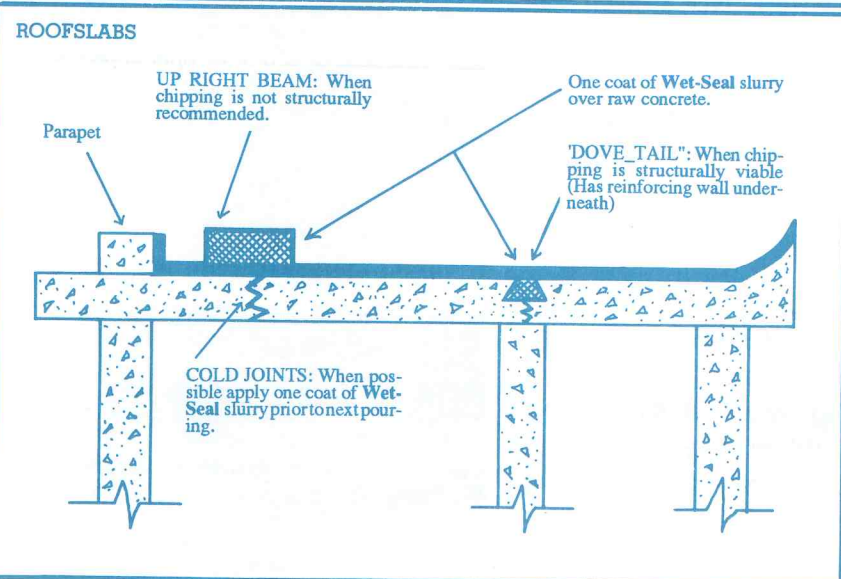 ROOFSLABS
UP RIGHT BEAM: When
chipping is not structurally
recommended.
One coat of Wet-Seal slurry
over raw concrete.
Parapet
'DOVE_TAIL": When chip-
ping is structurally viable
(Has reinforcing wall under-
neath)
COLD JOINTS: When pos-
sible apply one coat of Wet-
Seal slurry prior to next pour-
ing.